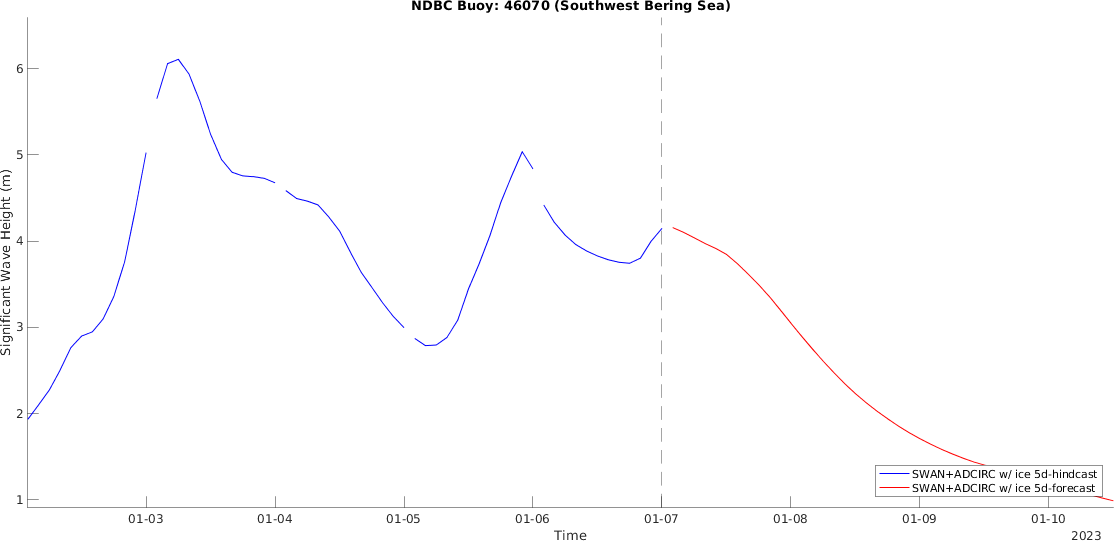 NDBC Buoy: 46070 (Southwest Bering Sea)
Significant Wave Height (m)
6
5
4
3
2
1
SWAN+ADCIRC w/ ice 5d-hindcast
SWAN+ADCIRC w/ ice 5d-forecast
01-03 01-04 01-05 01-06 01-07 01-08 01-09 01-10
Time
2023